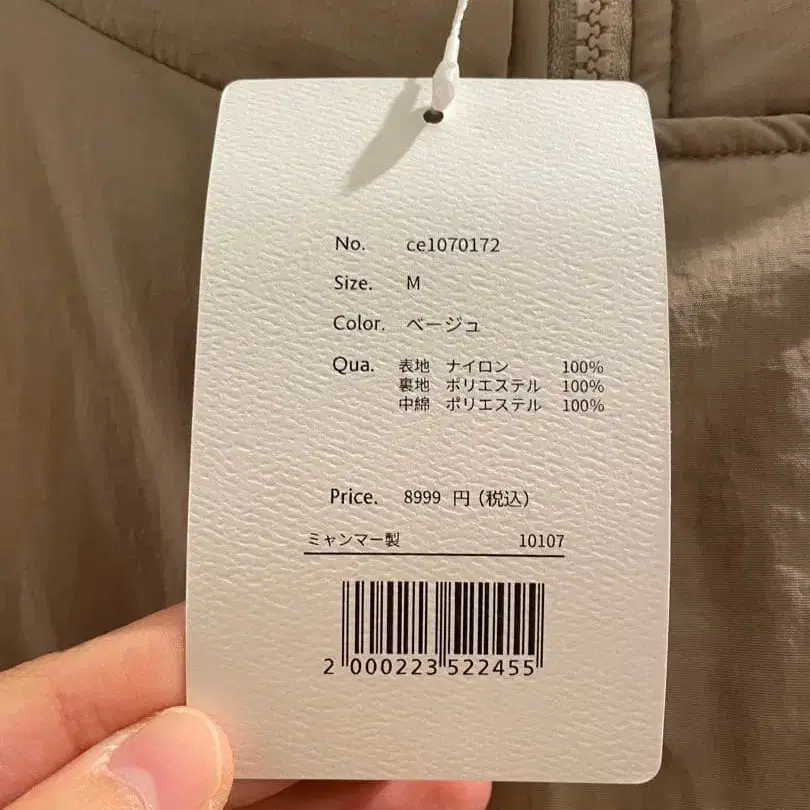 No. ce1070172
Size. M
Color. ベージュ
Qua. 表地 ナイロン 100%
裏地 ポリエステル 100%
中綿 ポリエステル 100%
Price. 8999 円 (税込)
ミャンマー製 10107
2 000223 522455